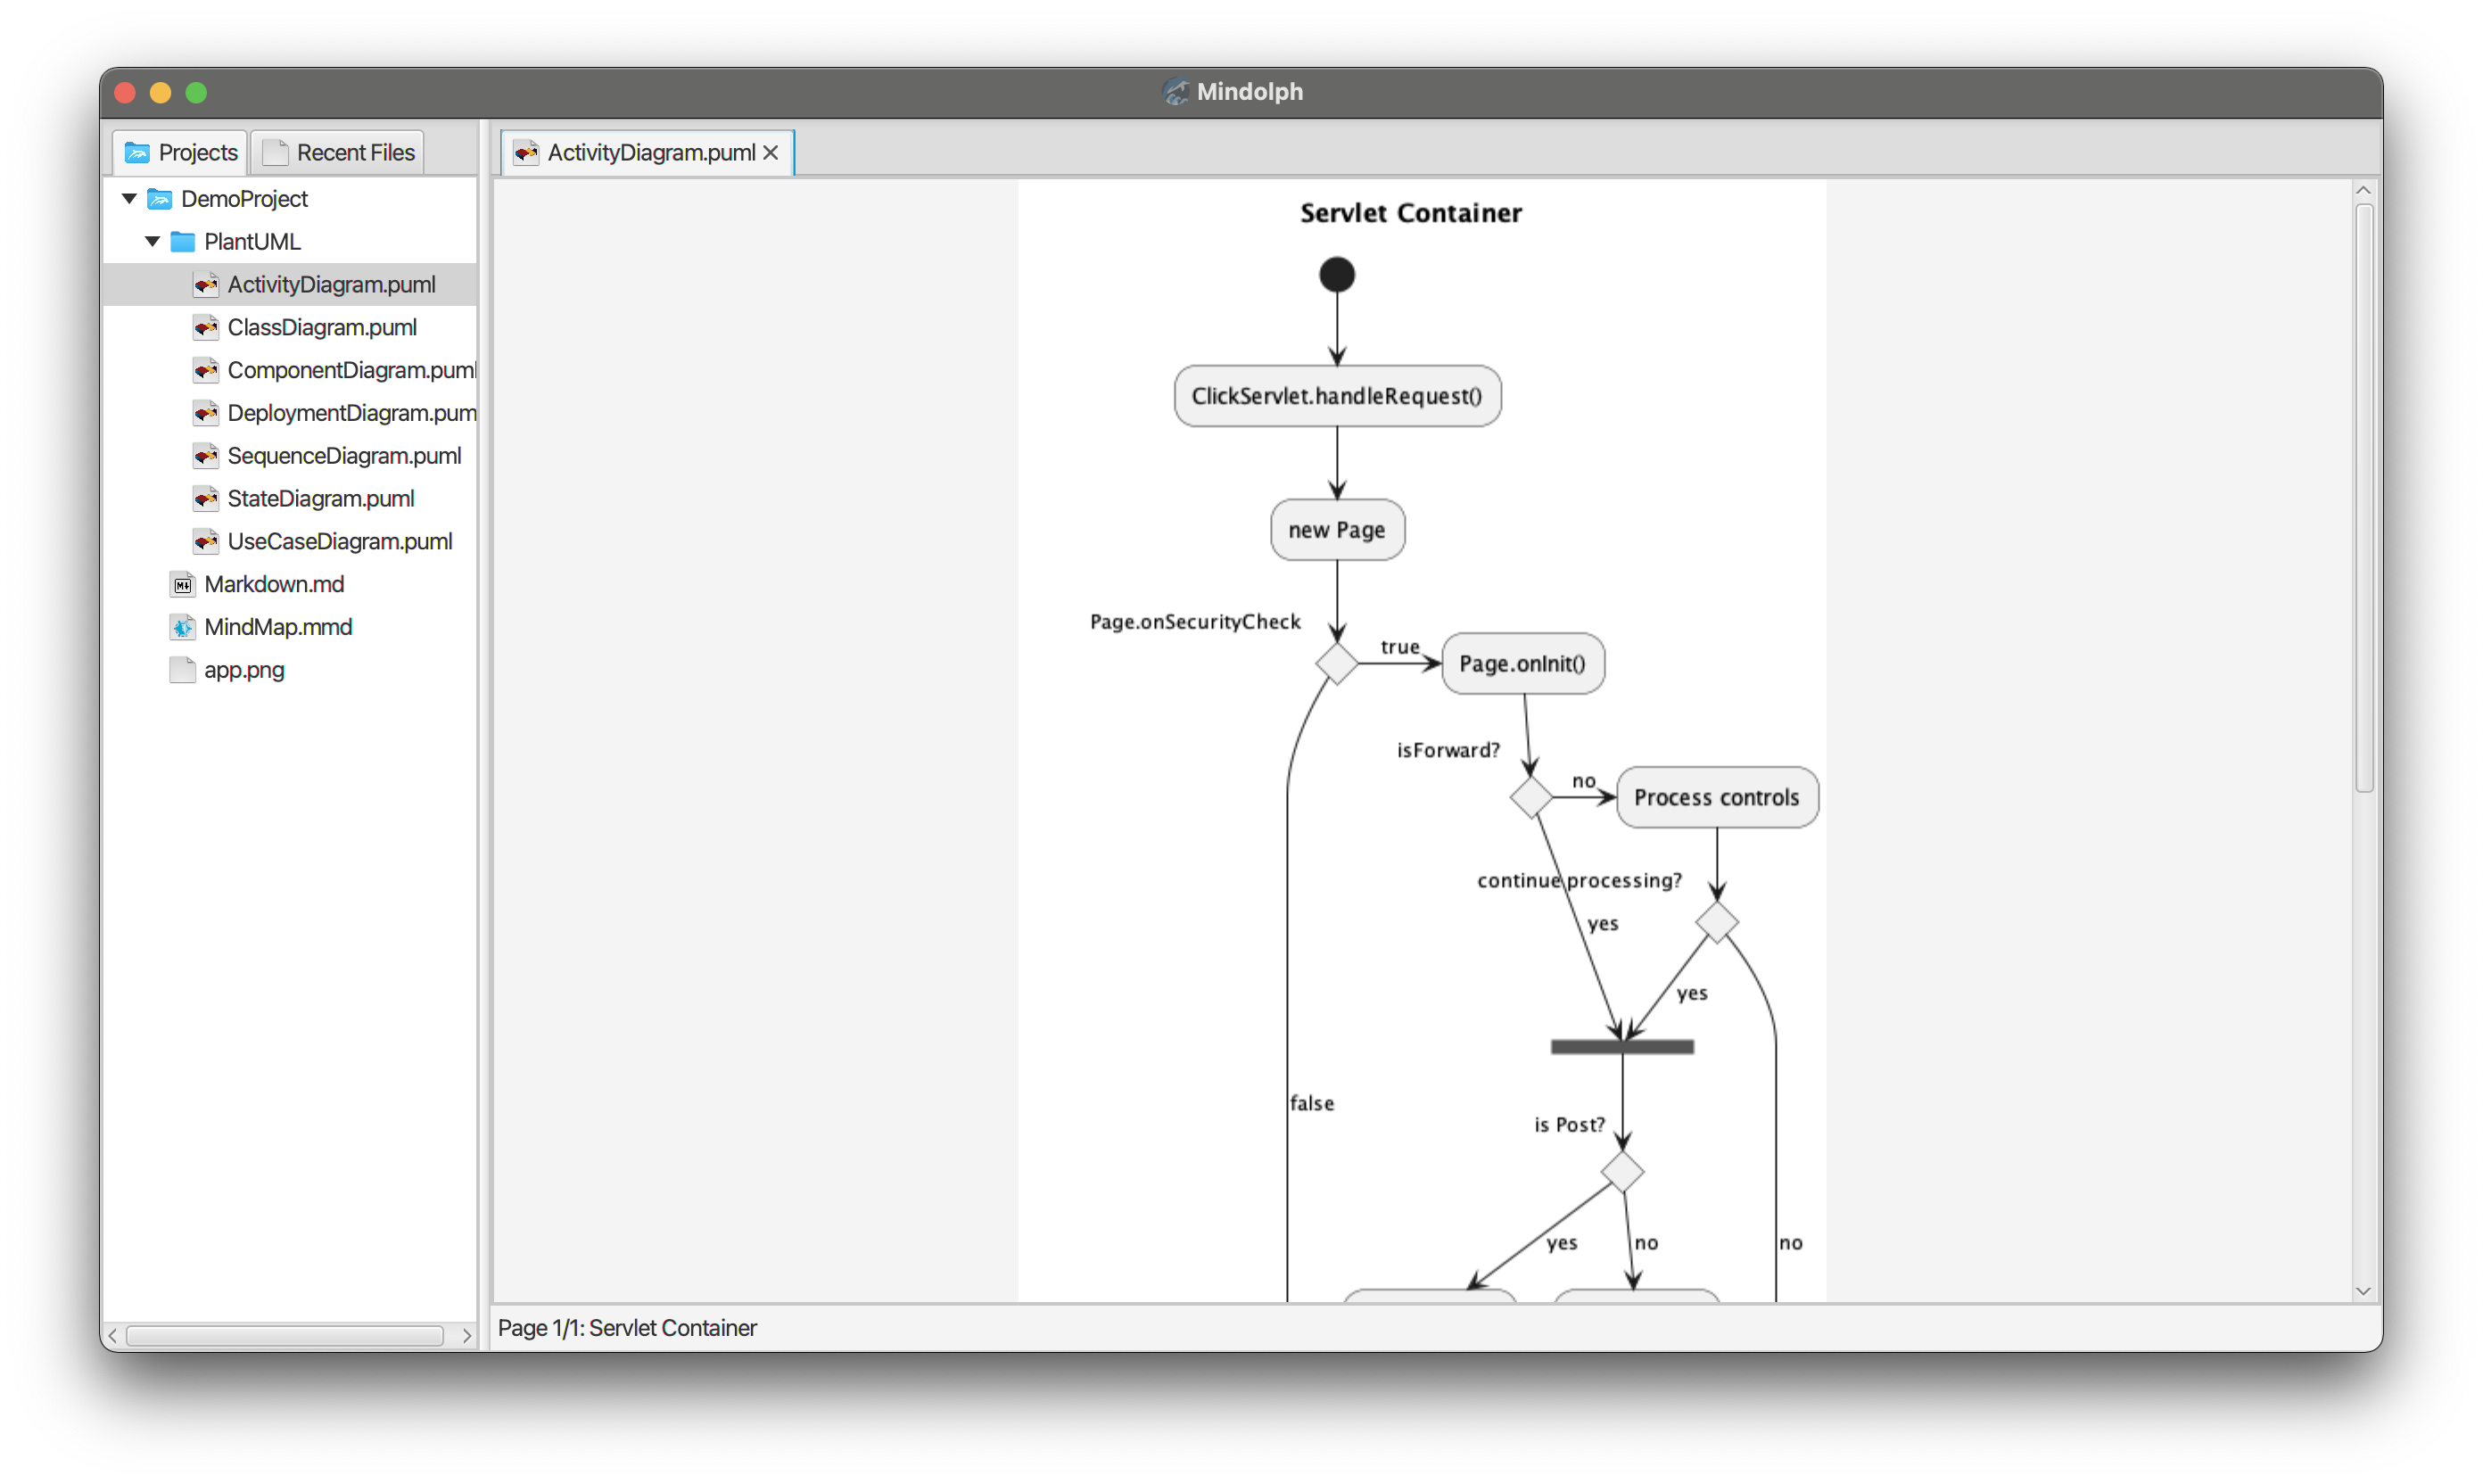 Mindolph
Projects
Recent Files
DemoProject
PlantUML
ActivityDiagram.puml
ClassDiagram.puml
ComponentDiagram.puml
DeploymentDiagram.pum
SequenceDiagram.puml
StateDiagram.puml
UseCaseDiagram.puml
Markdown.md
MindMap.mmd
app.png
ActivityDiagram.puml
Servlet Container
ClickServlet.handleRequest()
new Page
Page.onSecurityCheck
true
Page.onInit()
isForward?
no
Process controls
continue processing?
yes
yes
false
is Post?
yes
no
no
Page 1/1: Servlet Container